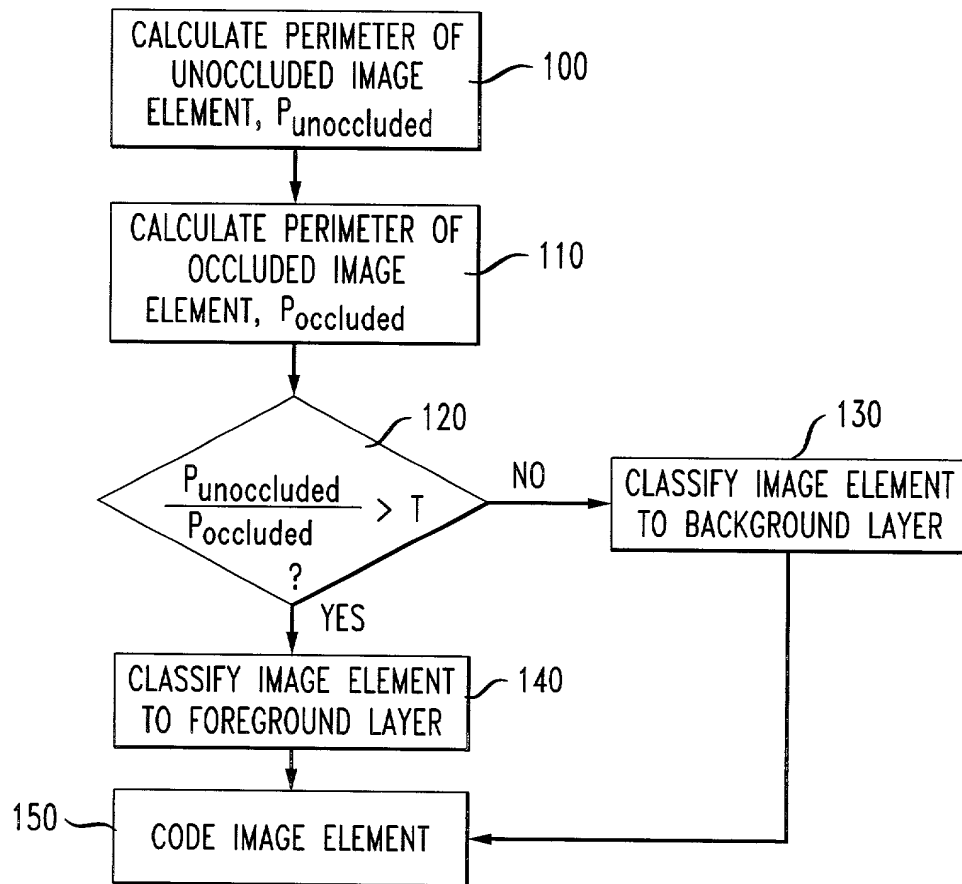 CALCULATE PERIMETER OF
UNOCCLUDED IMAGE
ELEMENT, Punoccluded
100
CALCULATE PERIMETER OF
OCCLUDED IMAGE
ELEMENT, Poccluded
110
120
Punoccluded
Poccluded
> T
?
NO
YES
130
CLASSIFY IMAGE ELEMENT
TO BACKGROUND LAYER
CLASSIFY IMAGE ELEMENT
TO FOREGROUND LAYER
140
150
CODE IMAGE ELEMENT